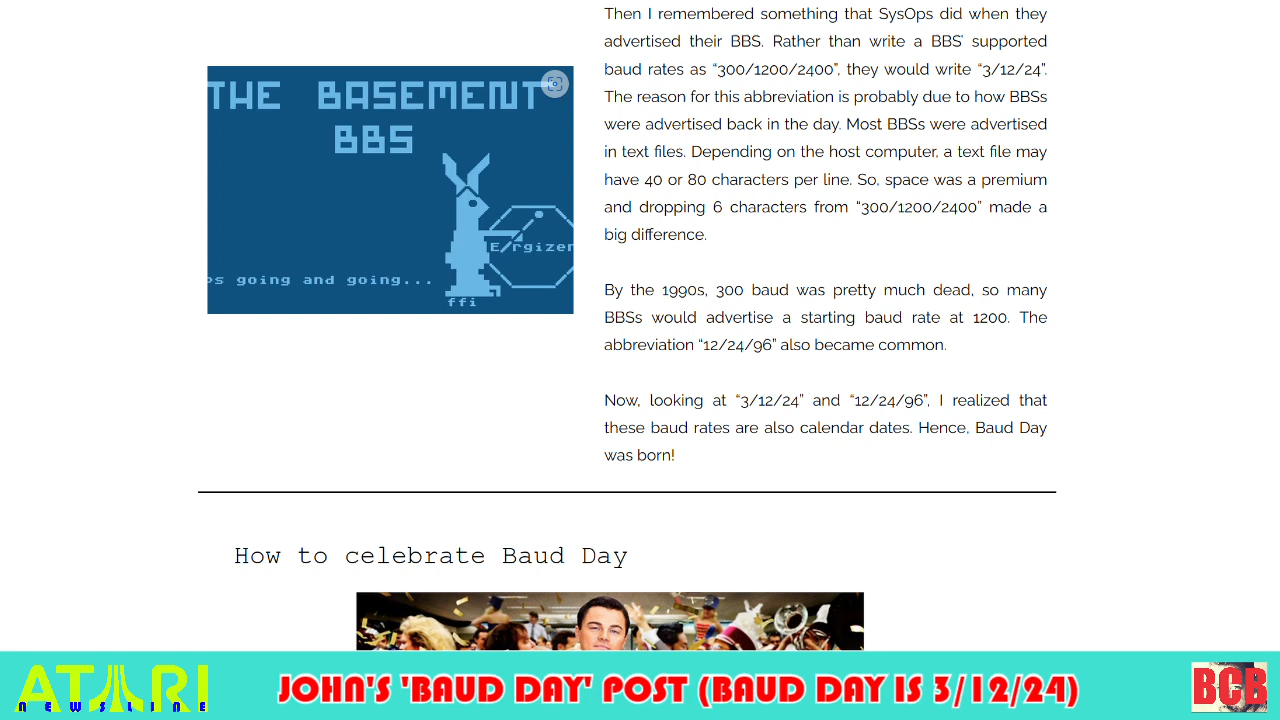 Then I remembered something that SysOps did when they
advertised their BBS. Rather than write a BBS' supported
baud rates as “300/1200/2400”, they would write “3/12/24”.
The reason for this abbreviation is probably due to how BBSs
were advertised back in the day. Most BBSs were advertised
in text files. Depending on the host computer, a text file may
have 40 or 80 characters per line. So, space was a premium
and dropping 6 characters from “300/1200/2400” made a
big difference.
By the 1990s, 300 baud was pretty much dead, so many
BBSs would advertise a starting baud rate at 1200. The
abbreviation “12/24/96” also became common.
Now, looking at “3/12/24” and “12/24/96”, I realized that
these baud rates are also calendar dates. Hence, Baud Day
was born!
THE BASEMENT
BBS
E/rgizer
ps going and going...
ffi
How to celebrate Baud Day
ATARI
NEWSLINE
JOHN'S 'BAUD DAY' POST (BAUD DAY IS 3/12/24)
BGB